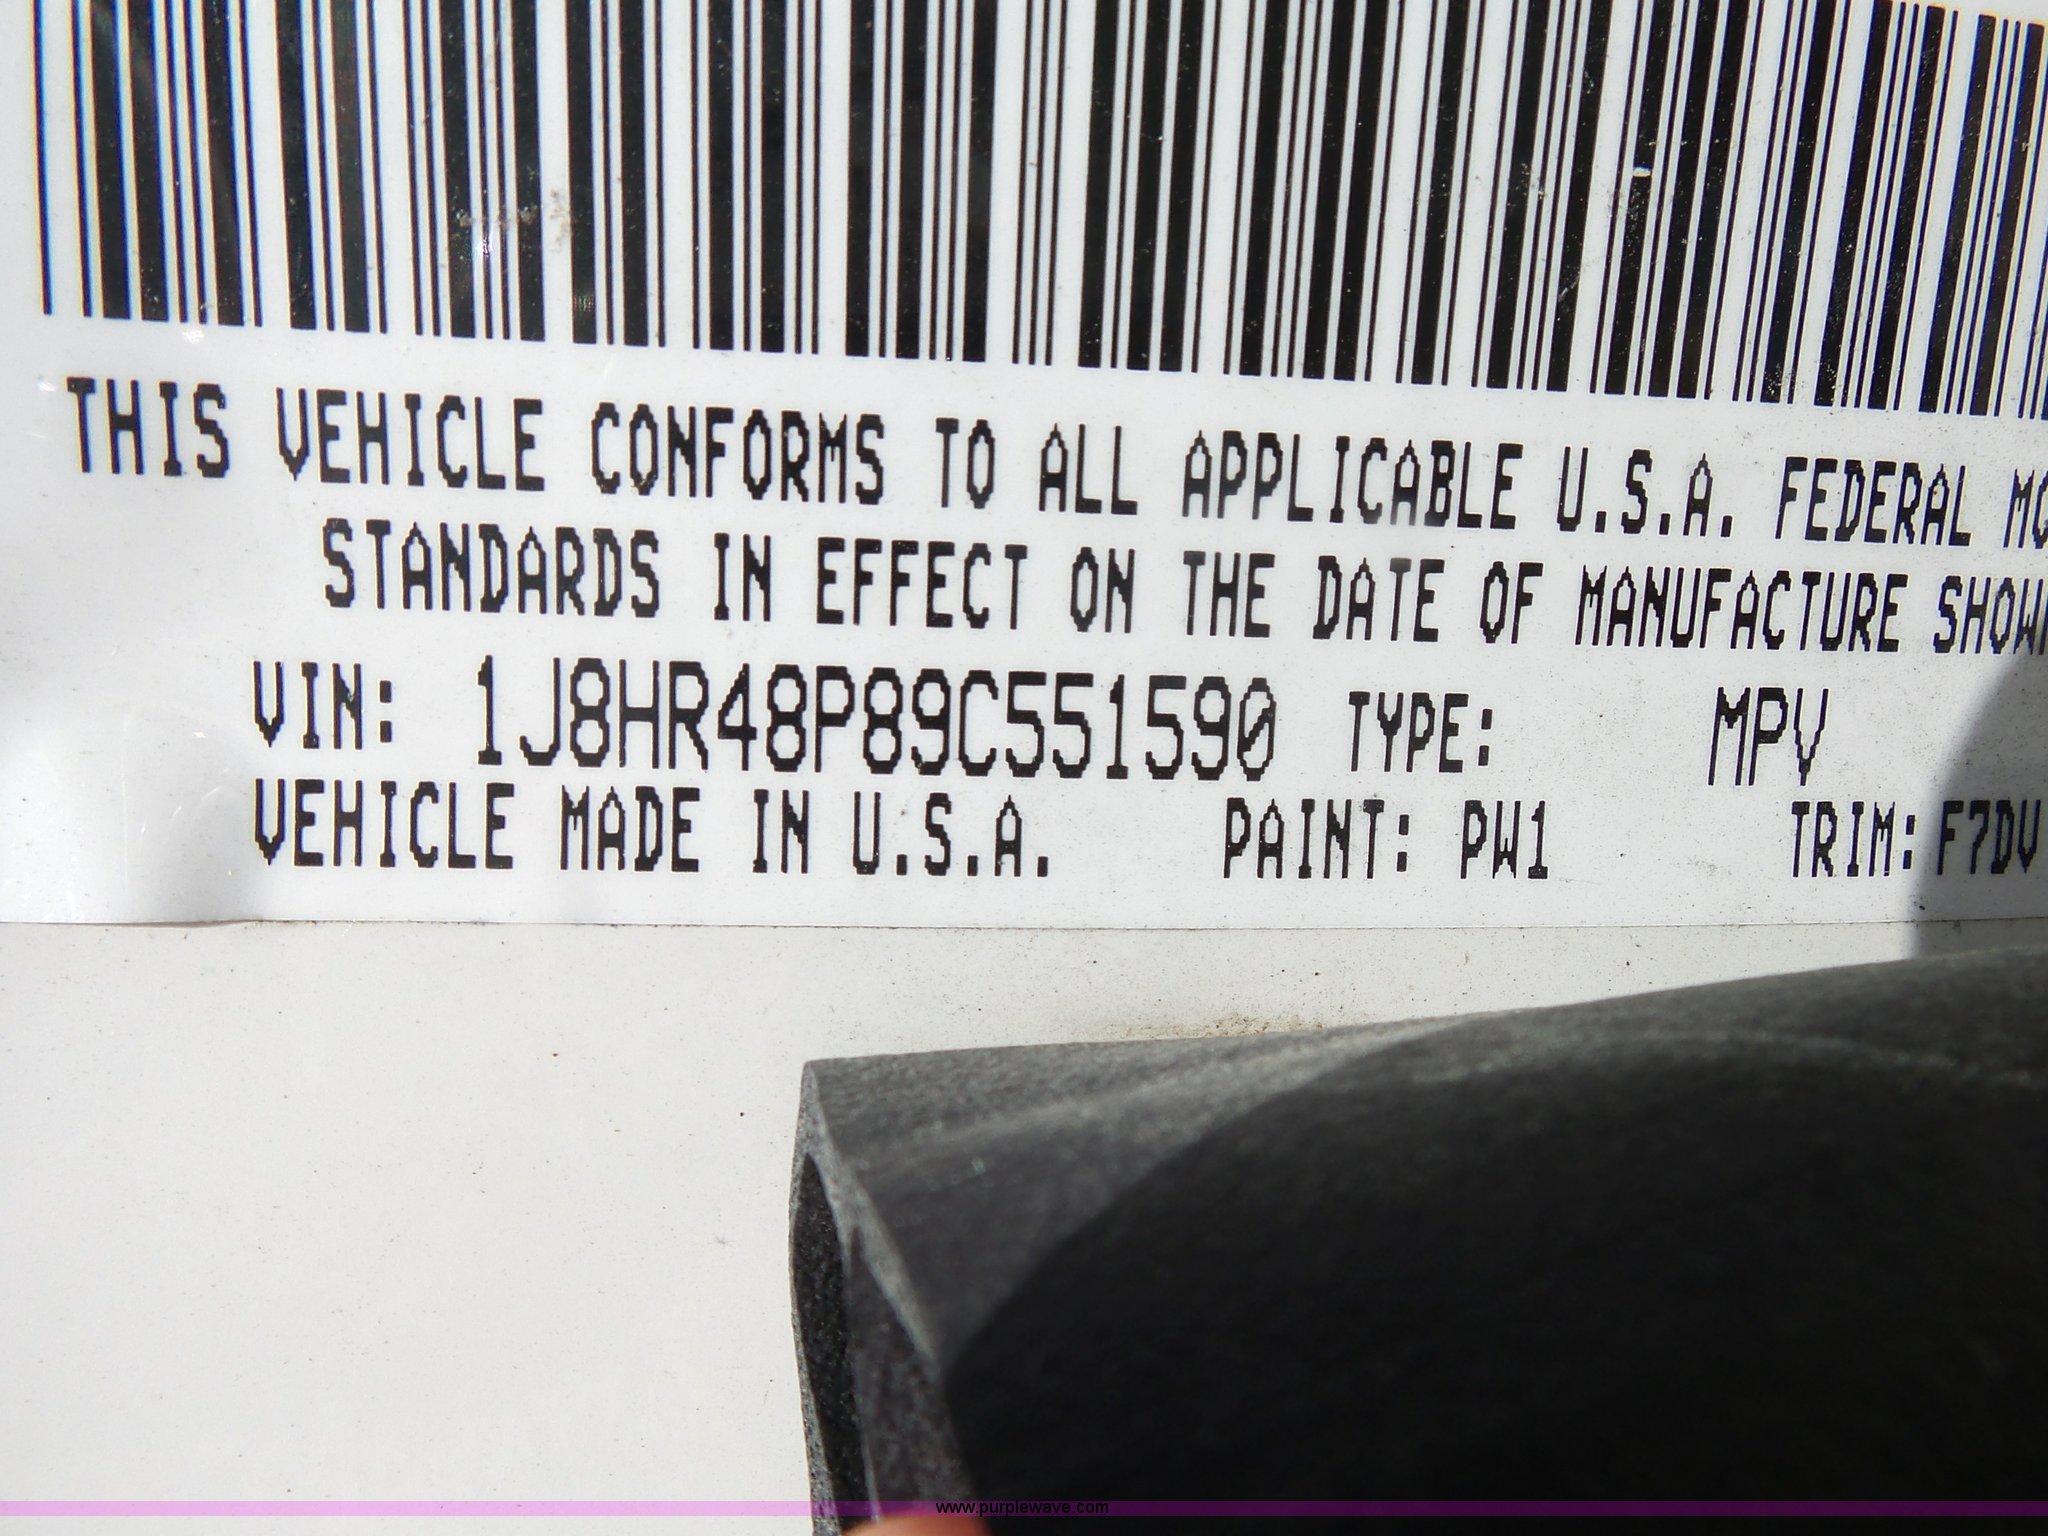 THIS VEHICLE CONFORMS TO ALL APPLICABLE U.S.A. FEDERAL
STANDARDS IN EFFECT ON THE DATE OF MANUFACTURE SHOWN
VIN: 1J8HR48P89C551590 TYPE: MPV
VEHICLE MADE IN U.S.A. PAINT: PW1 TRIM: F7DV
www.purplewave.com